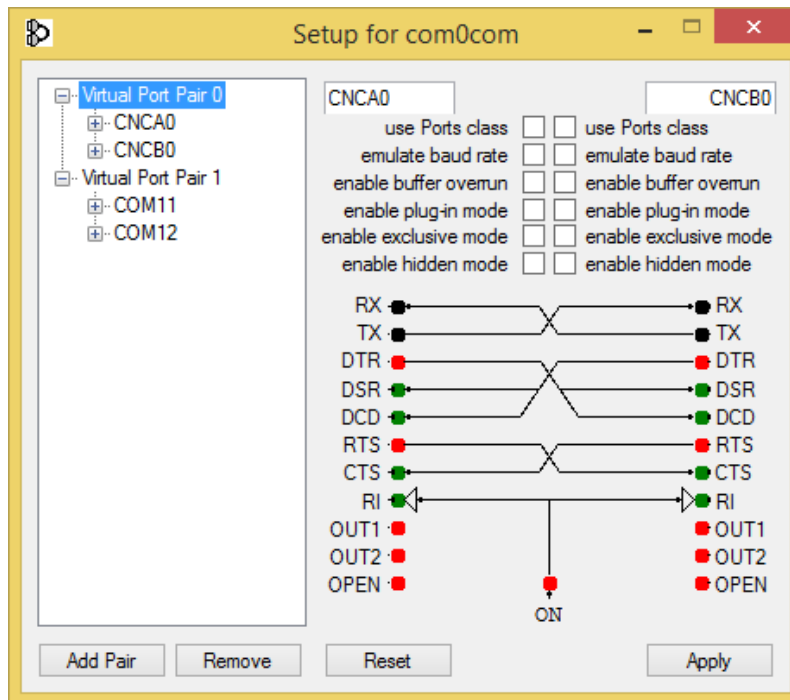 Setup for com0com
Virtual Port Pair 0
CNCA0
CNCB0
Virtual Port Pair 1
COM11
COM12
CNCA0 CNCB0
use Ports class use Ports class
emulate baud rate emulate baud rate
enable buffer overrun enable buffer overrun
enable plug-in mode enable plug-in mode
enable exclusive mode enable exclusive mode
enable hidden mode enable hidden mode
RX RX
TX TX
DTR DTR
DSR DSR
DCD DCD
RTS RTS
CTS CTS
RI RI
OUT1 OUT1
OUT2 OUT2
OPEN OPEN
ON
Add Pair Remove Reset Apply